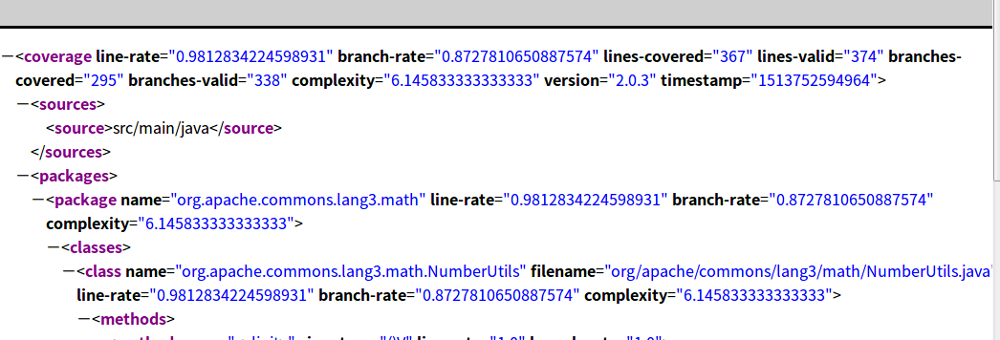 —<coverage line-rate="0.9812834224598931" branch-rate="0.8727810650887574" lines-covered="367" lines-valid="374" branches-
covered="295" branches-valid="338" complexity="6.145833333333333" version="2.0.3" timestamp="1513752594964">
—<sources>
<source>src/main/java</source>
</sources>
—<packages>
—<package name="org.apache.commons.lang3.math" line-rate="0.9812834224598931" branch-rate="0.8727810650887574"
complexity="6.145833333333333">
—<classes>
—<class name="org.apache.commons.lang3.math.NumberUtils" filename="org/apache/commons/lang3/math/NumberUtils.java"
line-rate="0.9812834224598931" branch-rate="0.8727810650887574" complexity="6.145833333333333">
—<methods>